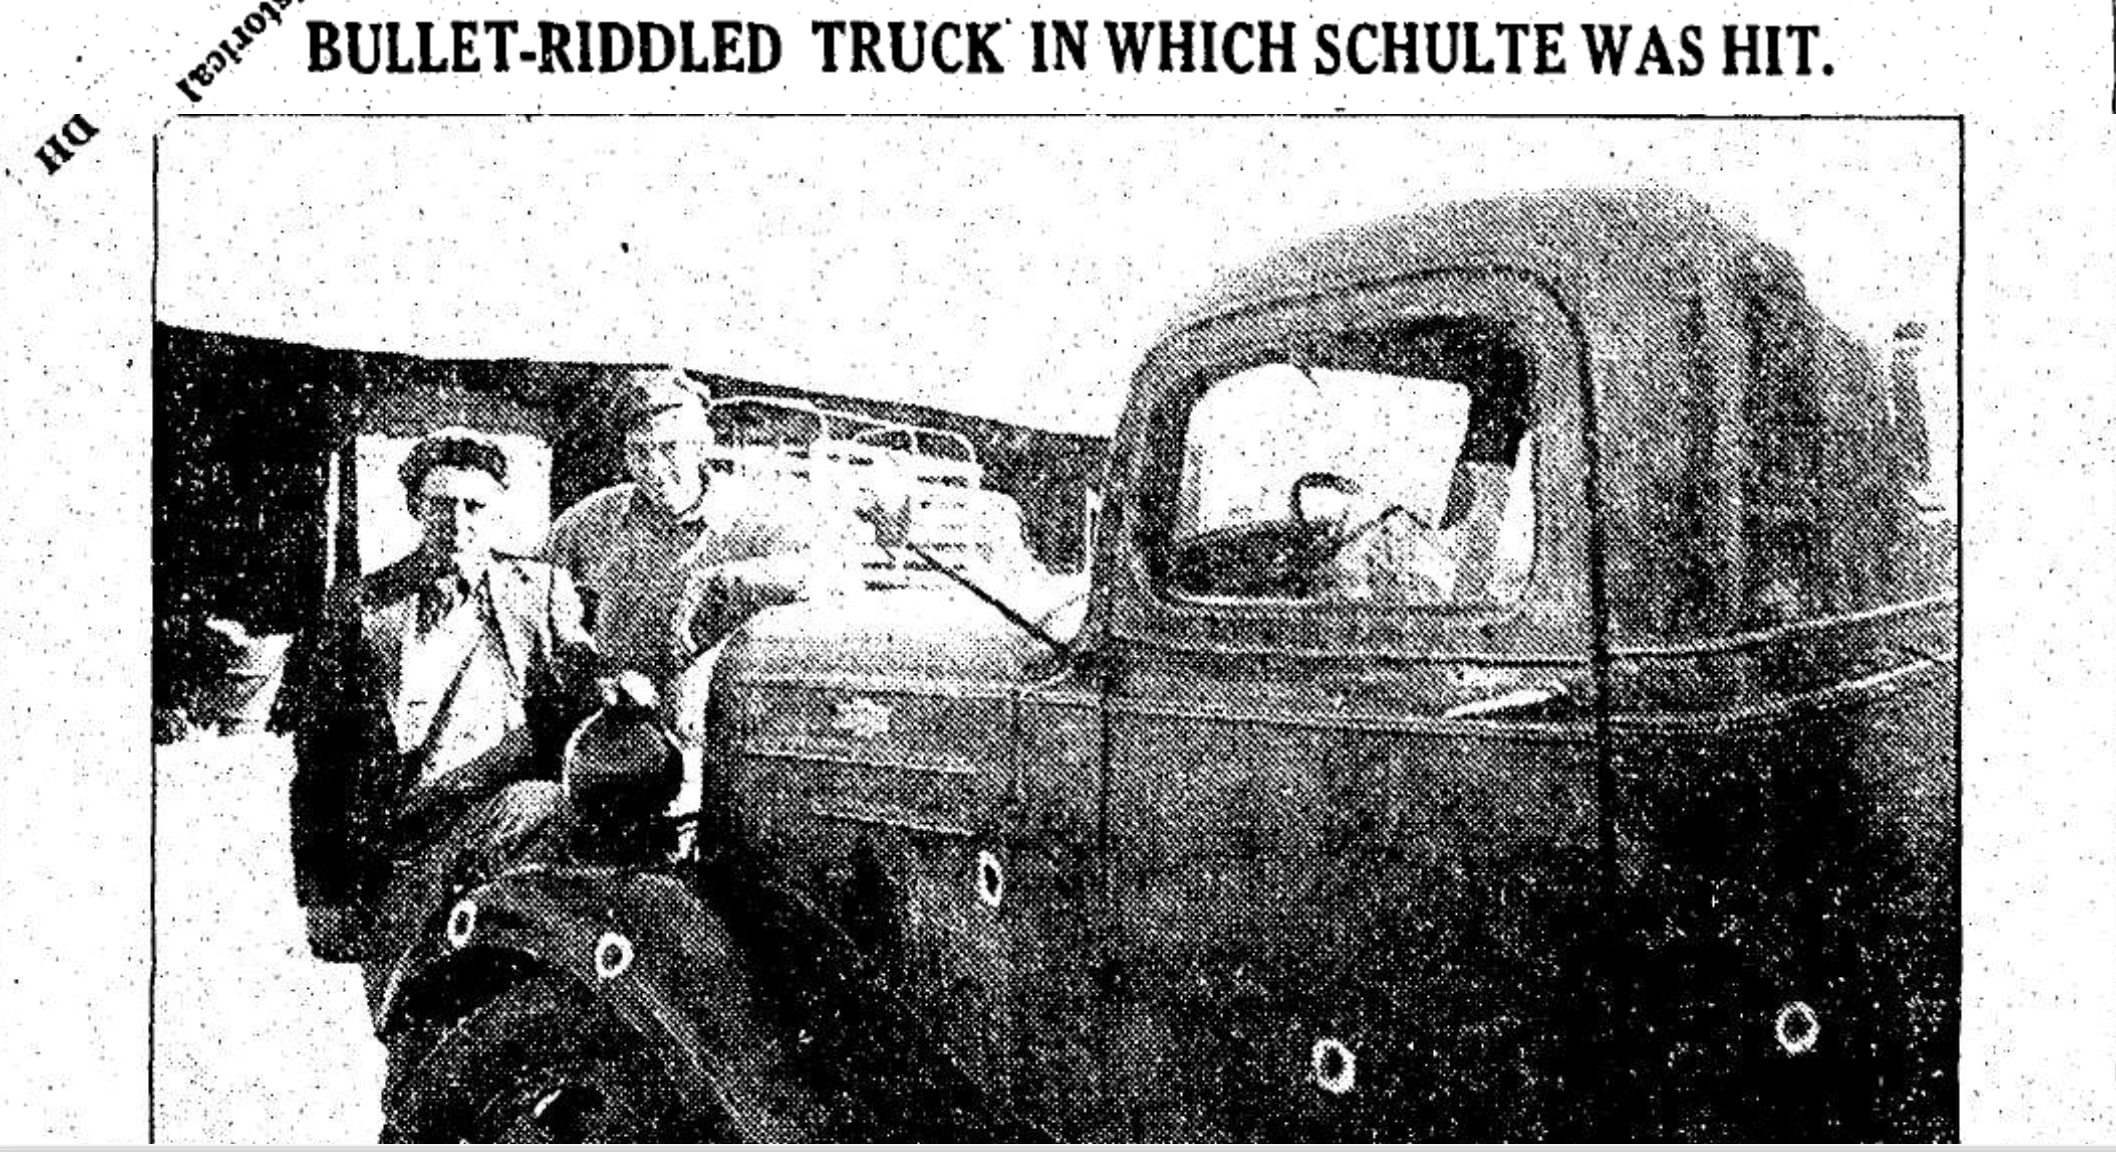 BULLET-RIDDLED TRUCK IN WHICH SCHULTE WAS HIT.